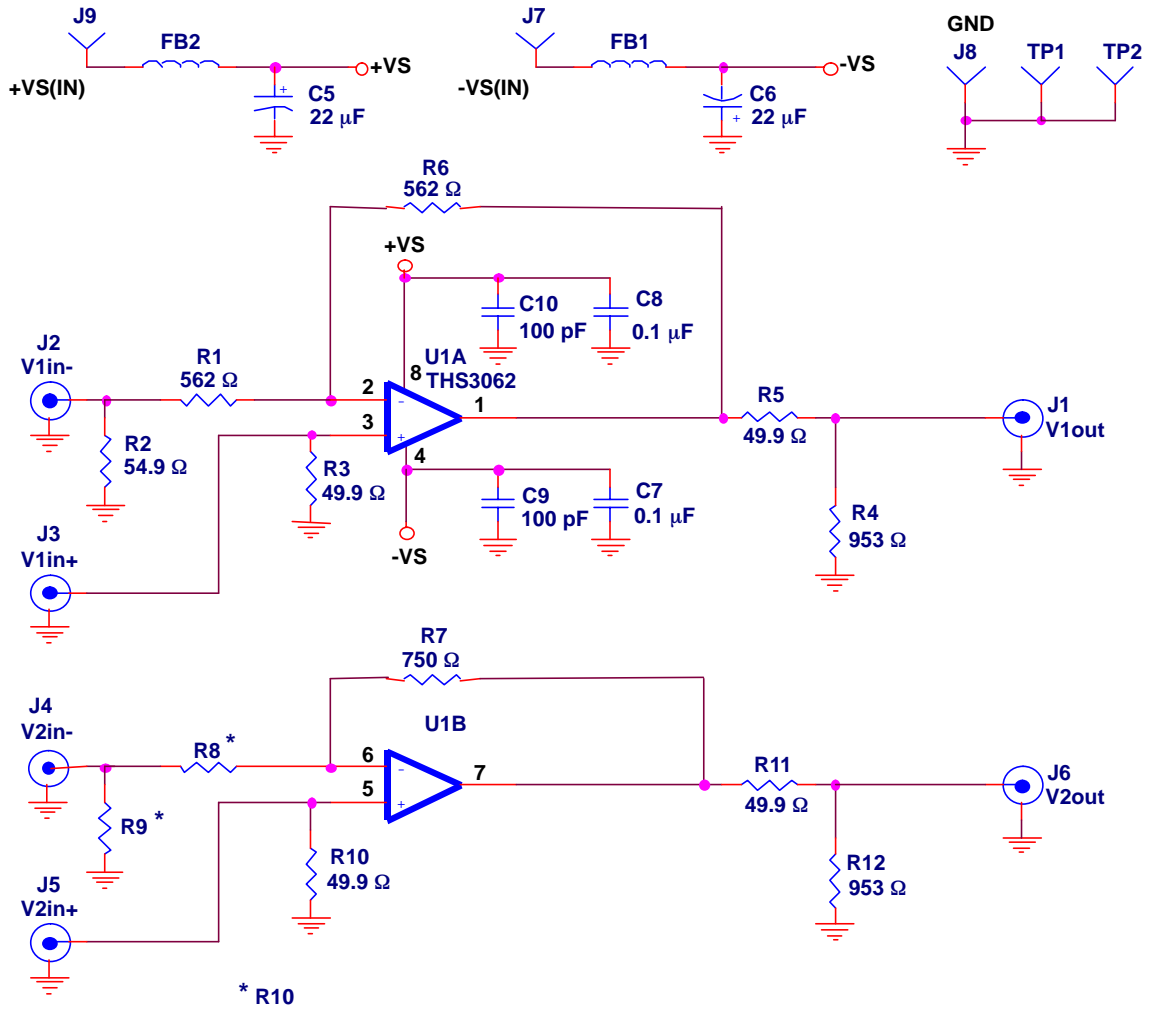 J9
FB2
+VS
+VS(IN)
+
C5
22 µF
J7
FB1
-VS
-VS(IN)
C6
22 µF
+
GND
J8
TP1
TP2
R6
562 Ω
+VS
C10
100 pF
C8
0.1 µF
J2
V1in-
R1
562 Ω
U1A
THS3062
8
2
-
3
+
1
4
R2
54.9 Ω
R3
49.9 Ω
R5
49.9 Ω
J1
V1out
C9
100 pF
C7
0.1 µF
-VS
R4
953 Ω
J3
V1in+
R7
750 Ω
U1B
J4
V2in-
R8 *
6
-
5
+
7
R11
49.9 Ω
J6
V2out
R9 *
R10
49.9 Ω
R12
953 Ω
J5
V2in+
* R10